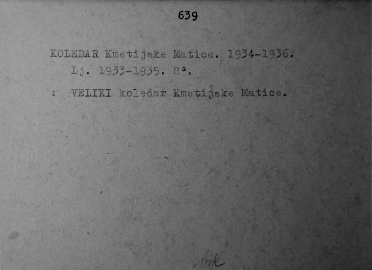 639
KOLEDAR Kmetijske Matice. 1934-1936.
Lj. 1933-1935. 8°.
: VELIKI koledar Kmetijske Matice.